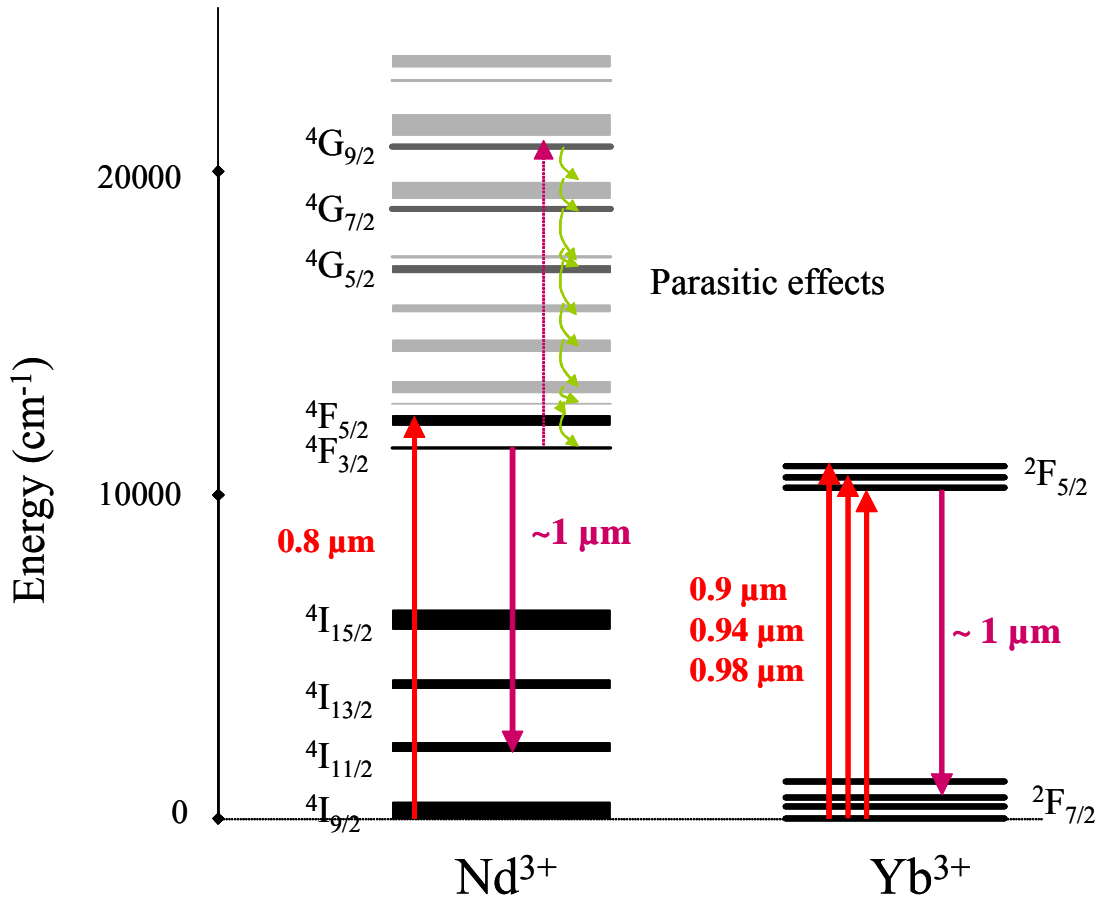 20000
10000
0
Energy (cm⁻¹)
⁴G₉/₂
⁴G₇/₂
⁴G₅/₂
⁴F₅/₂
⁴F₃/₂
⁴I₁₅/₂
⁴I₁₃/₂
⁴I₁₁/₂
⁴I₉/₂
0.8 µm
~1 µm
Parasitic effects
²F₅/₂
0.9 µm
0.94 µm
0.98 µm
~ 1 µm
²F₇/₂
Nd³⁺
Yb³⁺